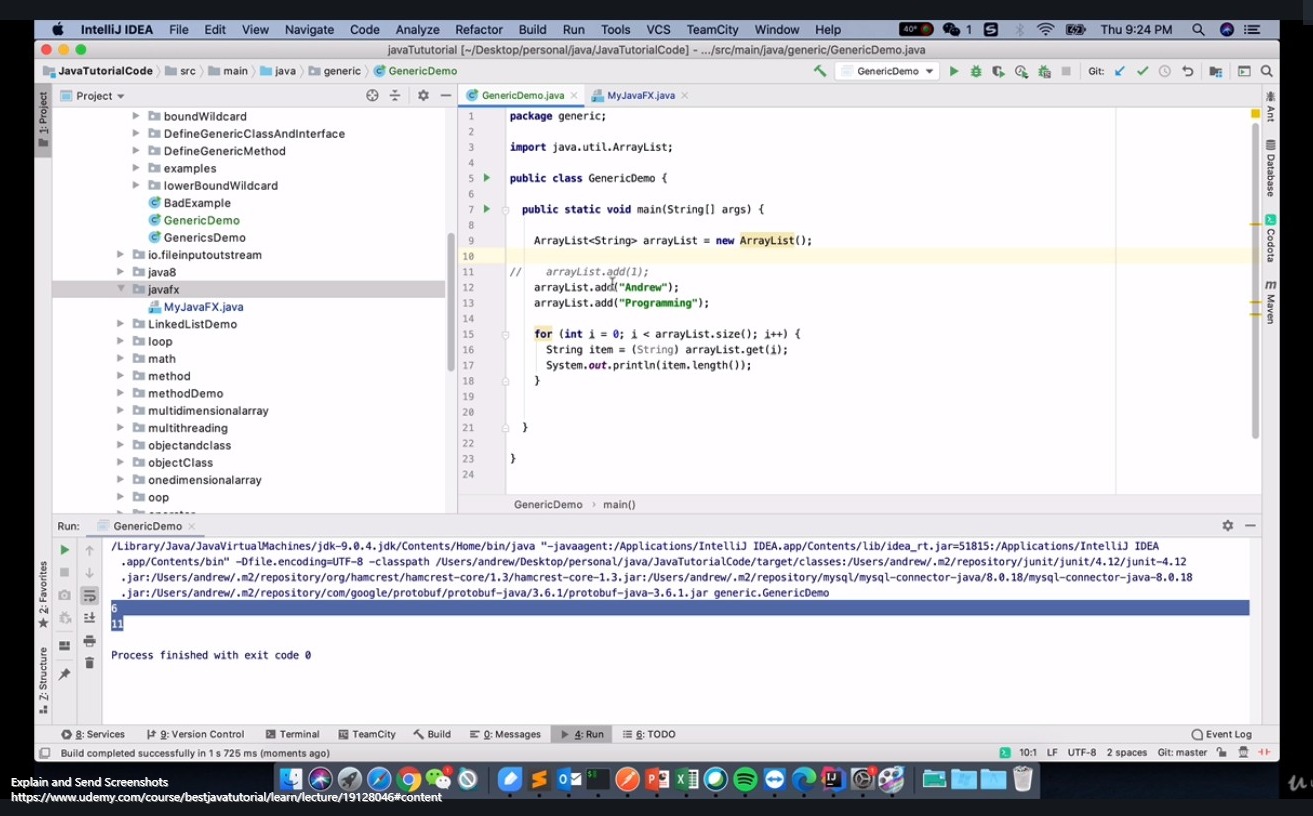 IntelliJ IDEA File Edit View Navigate Code Analyze Refactor Build Run Tools VCS TeamCity Window Help 40° 1 Thu 9:24 PM
javaTututorial [~/Desktop/personal/java/JavaTutorialCode] - .../src/main/java/generic/GenericDemo.java
JavaTutorialCode src main java generic GenericDemo GenericDemo Git:
1: Project
Project
GenericDemo.java MyJavaFX.java
boundWildcard
DefineGenericClassAndInterface
DefineGenericMethod
examples
lowerBoundWildcard
BadExample
GenericDemo
GenericsDemo
io.fileinputoutstream
java8
javafx
MyJavaFX.java
LinkedListDemo
loop
math
method
methodDemo
multidimensionalarray
multithreading
objectandclass
objectClass
onedimensionalarray
oop
1 package generic;
2
3 import java.util.ArrayList;
4
5 public class GenericDemo {
6
7 public static void main(String[] args) {
8
9 ArrayList<String> arrayList = new ArrayList();
10
11 // arrayList.add(1);
12 arrayList.add("Andrew");
13 arrayList.add("Programming");
14
15 for (int i = 0; i < arrayList.size(); i++) {
16 String item = (String) arrayList.get(i);
17 System.out.println(item.length());
18 }
19
20
21 }
22
23 }
24
GenericDemo › main()
Ant
Database
Codota
Maven
Run: GenericDemo
/Library/Java/JavaVirtualMachines/jdk-9.0.4.jdk/Contents/Home/bin/java "-javaagent:/Applications/IntelliJ IDEA.app/Contents/lib/idea_rt.jar=51815:/Applications/IntelliJ IDEA
.app/Contents/bin" -Dfile.encoding=UTF-8 -classpath /Users/andrew/Desktop/personal/java/JavaTutorialCode/target/classes:/Users/andrew/.m2/repository/junit/junit/4.12/junit-4.12
.jar:/Users/andrew/.m2/repository/org/hamcrest/hamcrest-core/1.3/hamcrest-core-1.3.jar:/Users/andrew/.m2/repository/mysql/mysql-connector-java/8.0.18/mysql-connector-java-8.0.18
.jar:/Users/andrew/.m2/repository/com/google/protobuf/protobuf-java/3.6.1/protobuf-java-3.6.1.jar generic.GenericDemo
6
11
Process finished with exit code 0
2: Favorites
Z: Structure
8: Services 9: Version Control Terminal TeamCity Build 0: Messages 4: Run 6: TODO Event Log
Build completed successfully in 1 s 725 ms (moments ago) 10:1 LF UTF-8 2 spaces Git: master
Explain and Send Screenshots
https://www.udemy.com/course/bestjavatutorial/learn/lecture/19128046#content